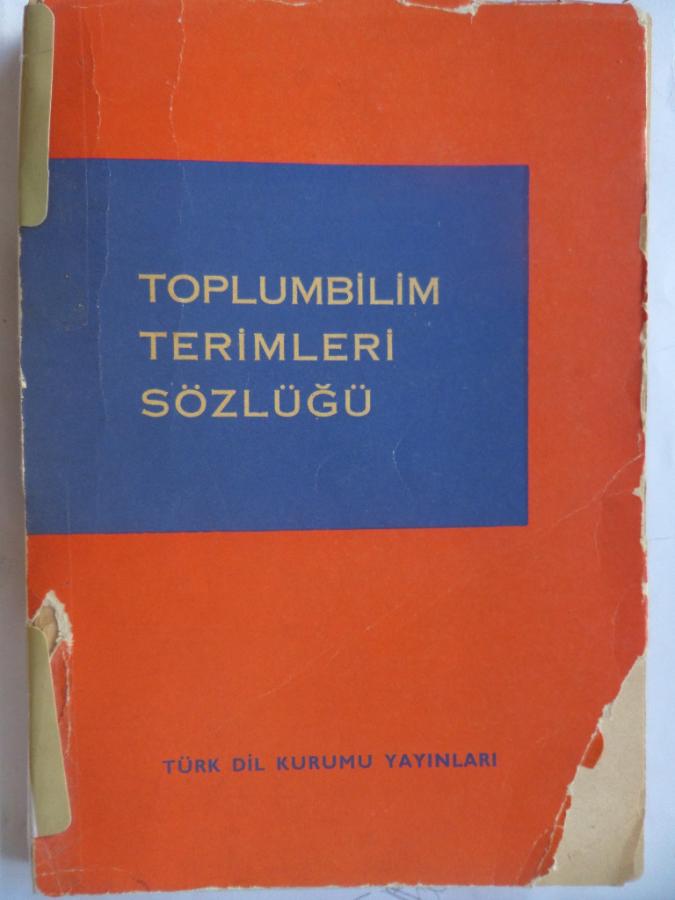 TOPLUMBİLİM
TERİMLERİ
SÖZLÜĞÜ
TÜRK DİL KURUMU YAYINLARI